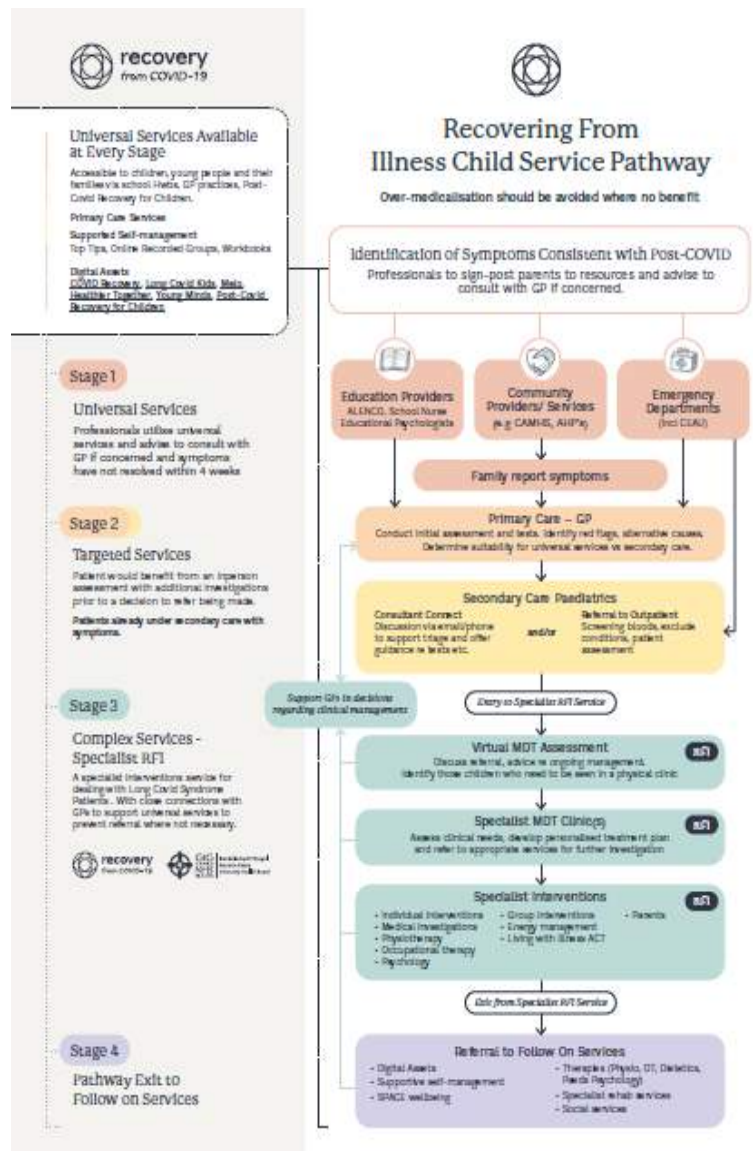 recovery
from COVID-19
Universal Services Available
at Every Stage
Accessible to children, young people and their
families via school Hwbs, GP practices, Post-
Covid Recovery for Children.
Primary Care Services
Supported Self-management
Top Tips, Online Recorded Groups, Workbooks
Digital Assets
COVID Recovery, Long Covid Kids,
Healthier Together, Young Minds, Post-Covid
Recovery for Children
Stage 1
Universal Services
Professionals utilise universal
services and advise to consult with
GP if concerned and symptoms
have not resolved within 4 weeks
Stage 2
Targeted Services
Patient would benefit from an inperson
assessment with additional investigations
prior to a decision to refer being made.
Patients already under secondary care with
symptoms.
Stage 3
Complex Services -
Specialist RFI
A specialist interventions service for
dealing with Long Covid Syndrome
Patients. With close connections with
GPs to support universal services to
prevent referral where not necessary.
recovery
from COVID-19
Stage 4
Pathway Exit to
Follow on Services
Recovering From
Illness Child Service Pathway
Over-medicalisation should be avoided where no benefit
Identification of Symptoms Consistent with Post-COVID
Professionals to sign-post parents to resources and advise to
consult with GP if concerned.
Education Providers
ALENCO, School Nurse
Educational Psychologists
Community
Providers/ Services
(e.g CAMHS, AHP's)
Emergency
Departments
(Incl CEAU)
Family report symptoms
Primary Care – GP
Conduct initial assessment and tests. Identify red flags, alternative causes.
Determine suitability for universal services vs secondary care.
Secondary Care Paediatrics
Consultant Connect
Discussion via email/phone
to support triage and offer
guidance re tests etc.
and/or
Referral to Outpatient
Screening bloods, exclude
conditions, patient
assessment
Support GPs in decisions
regarding clinical management
Entry to Specialist RFI Service
Virtual MDT Assessment
RFI
Discuss referral, advice re ongoing management.
Identify those children who need to be seen in a physical clinic
Specialist MDT Clinic(s)
RFI
Assess clinical needs, develop personalised treatment plan
and refer to appropriate services for further investigation
Specialist Interventions
RFI
- Individual Interventions
- Medical Investigations
- Physiotherapy
- Occupational therapy
- Psychology
- Group Interventions
- Energy management
- Living with Illness ACT
- Parents
Exit from Specialist RFI Service
Referral to Follow On Services
- Digital Assets
- Supportive self-management
- SPACE wellbeing
- Therapies (Physio, OT, Dietetics,
Paeds Psychology)
- Specialist rehab services
- Social services